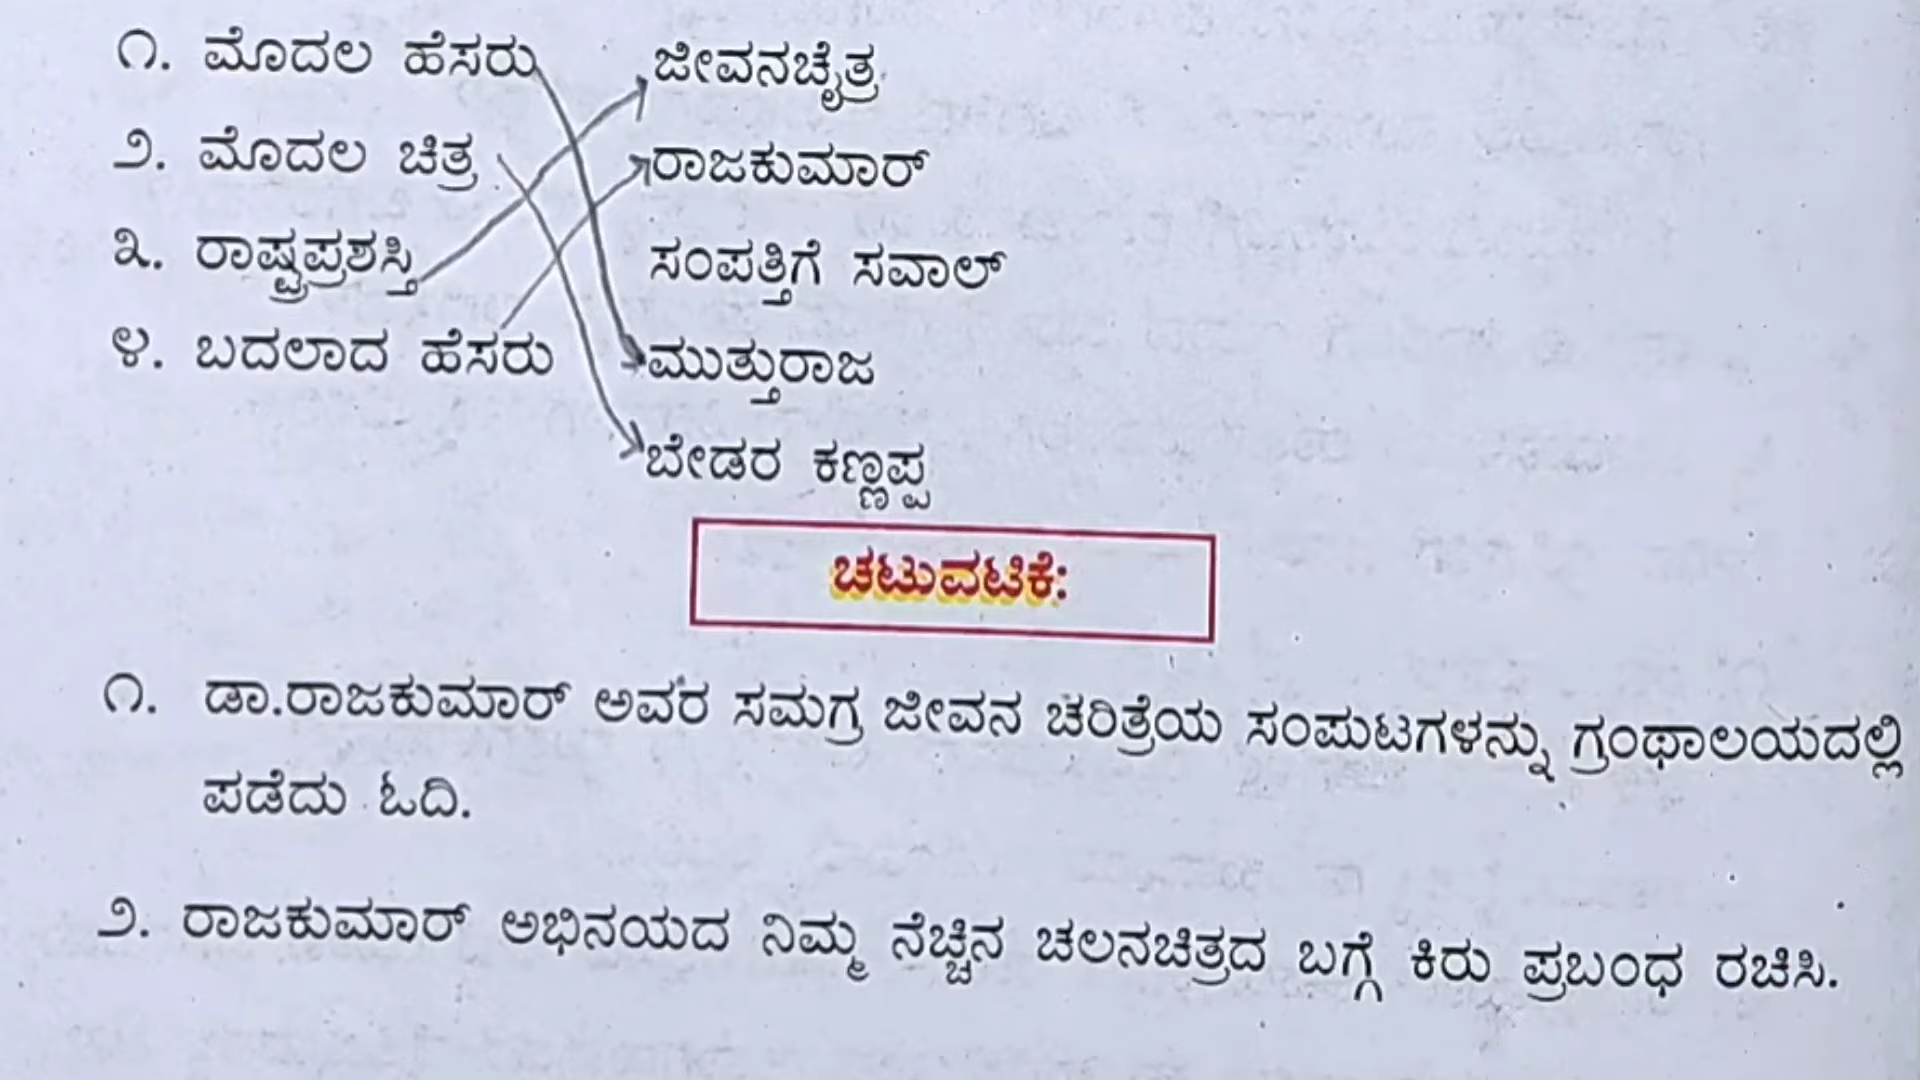 ೧. ಮೊದಲ ಹೆಸರು ಜೀವನಚೈತ್ರ
೨. ಮೊದಲ ಚಿತ್ರ ರಾಜಕುಮಾರ್
೩. ರಾಷ್ಟ್ರಪ್ರಶಸ್ತಿ ಸಂಪತ್ತಿಗೆ ಸವಾಲ್
೪. ಬದಲಾದ ಹೆಸರು ಮುತ್ತುರಾಜ
ಬೇಡರ ಕಣ್ಣಪ್ಪ
ಚಟುವಟಿಕೆ:
೧. ಡಾ.ರಾಜಕುಮಾರ್ ಅವರ ಸಮಗ್ರ ಜೀವನ ಚರಿತ್ರೆಯ ಸಂಪುಟಗಳನ್ನು ಗ್ರಂಥಾಲಯದಲ್ಲಿ
ಪಡೆದು ಓದಿ.
೨. ರಾಜಕುಮಾರ್ ಅಭಿನಯದ ನಿಮ್ಮ ನೆಚ್ಚಿನ ಚಲನಚಿತ್ರದ ಬಗ್ಗೆ ಕಿರು ಪ್ರಬಂಧ ರಚಿಸಿ.